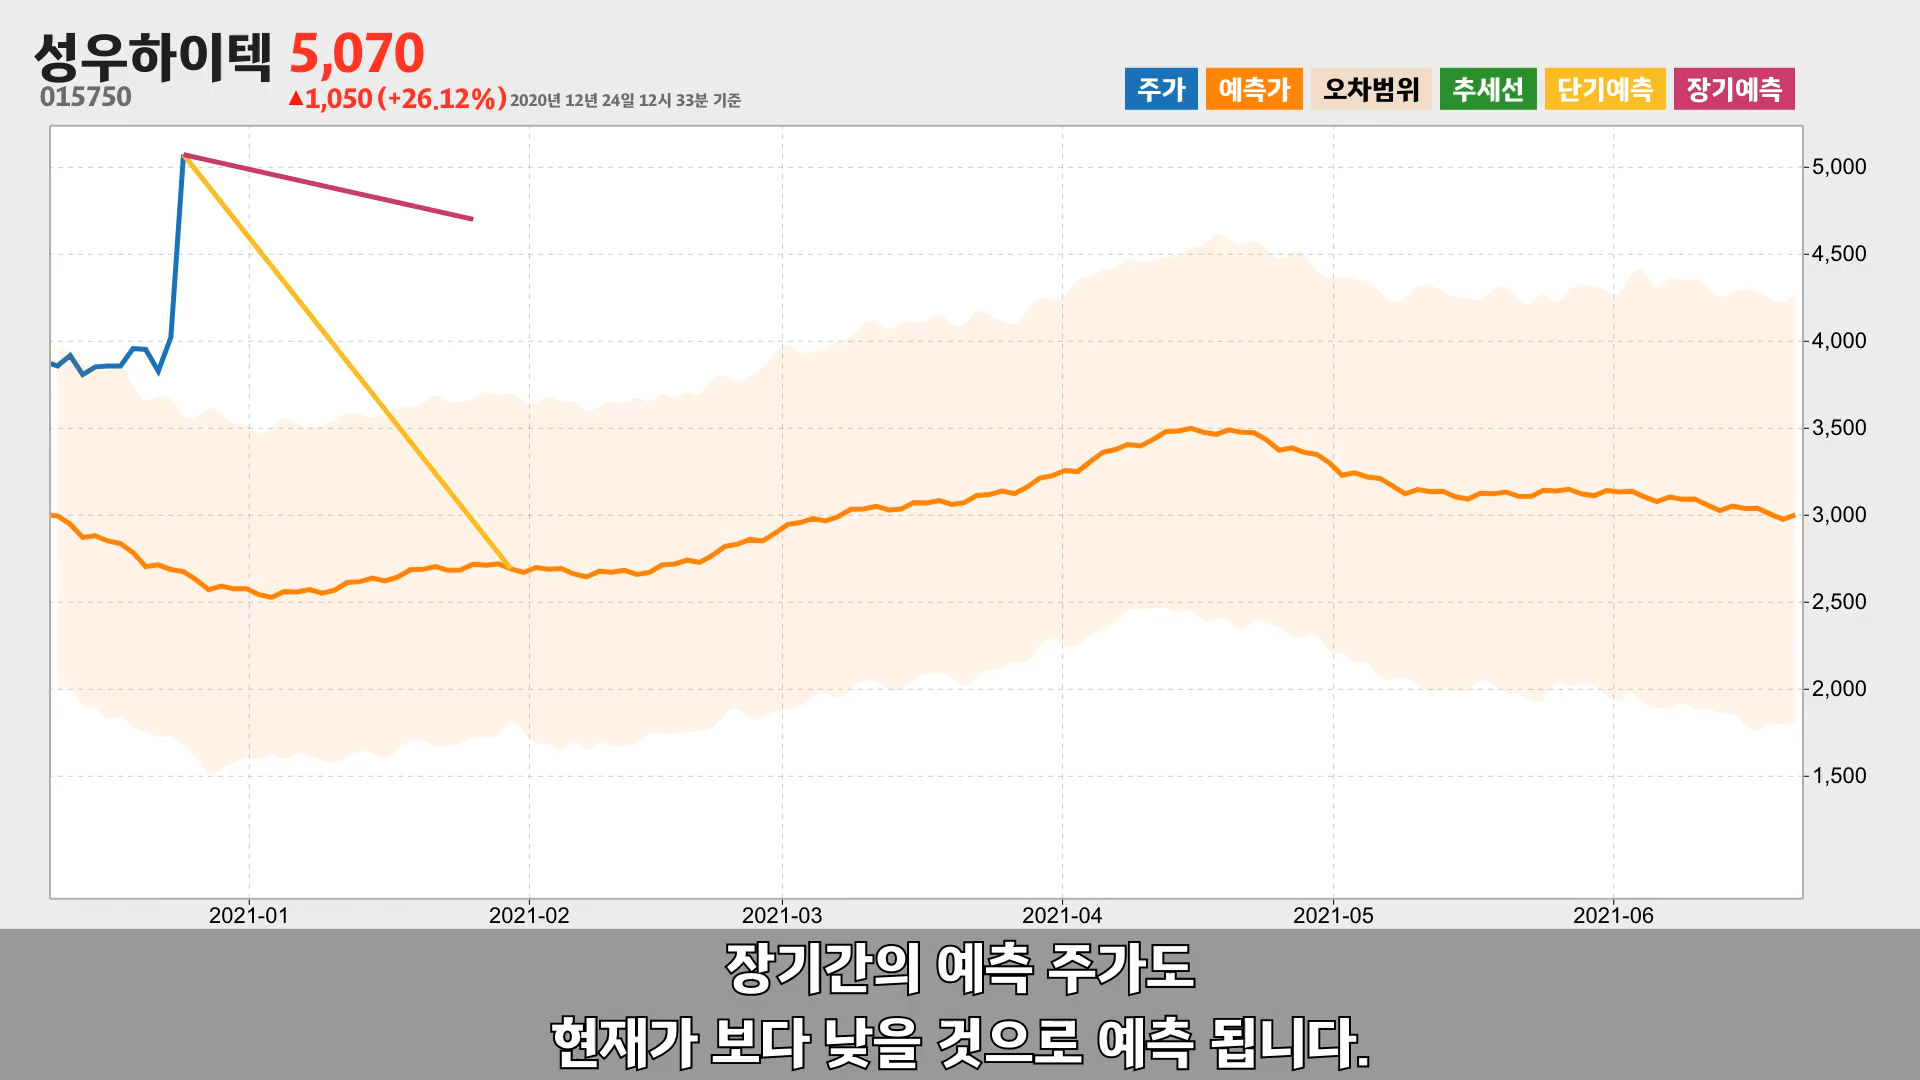 성우하이텍 5,070
015750
▲1,050 (+26.12%) 2020년 12년 24일 12시 33분 기준
주가 예측가 오차범위 추세선 단기예측 장기예측
5,000
4,500
4,000
3,500
3,000
2,500
2,000
1,500
2021-01 2021-02 2021-03 2021-04 2021-05 2021-06
장기간의 예측 주가도
현재가 보다 낮을 것으로 예측 됩니다.